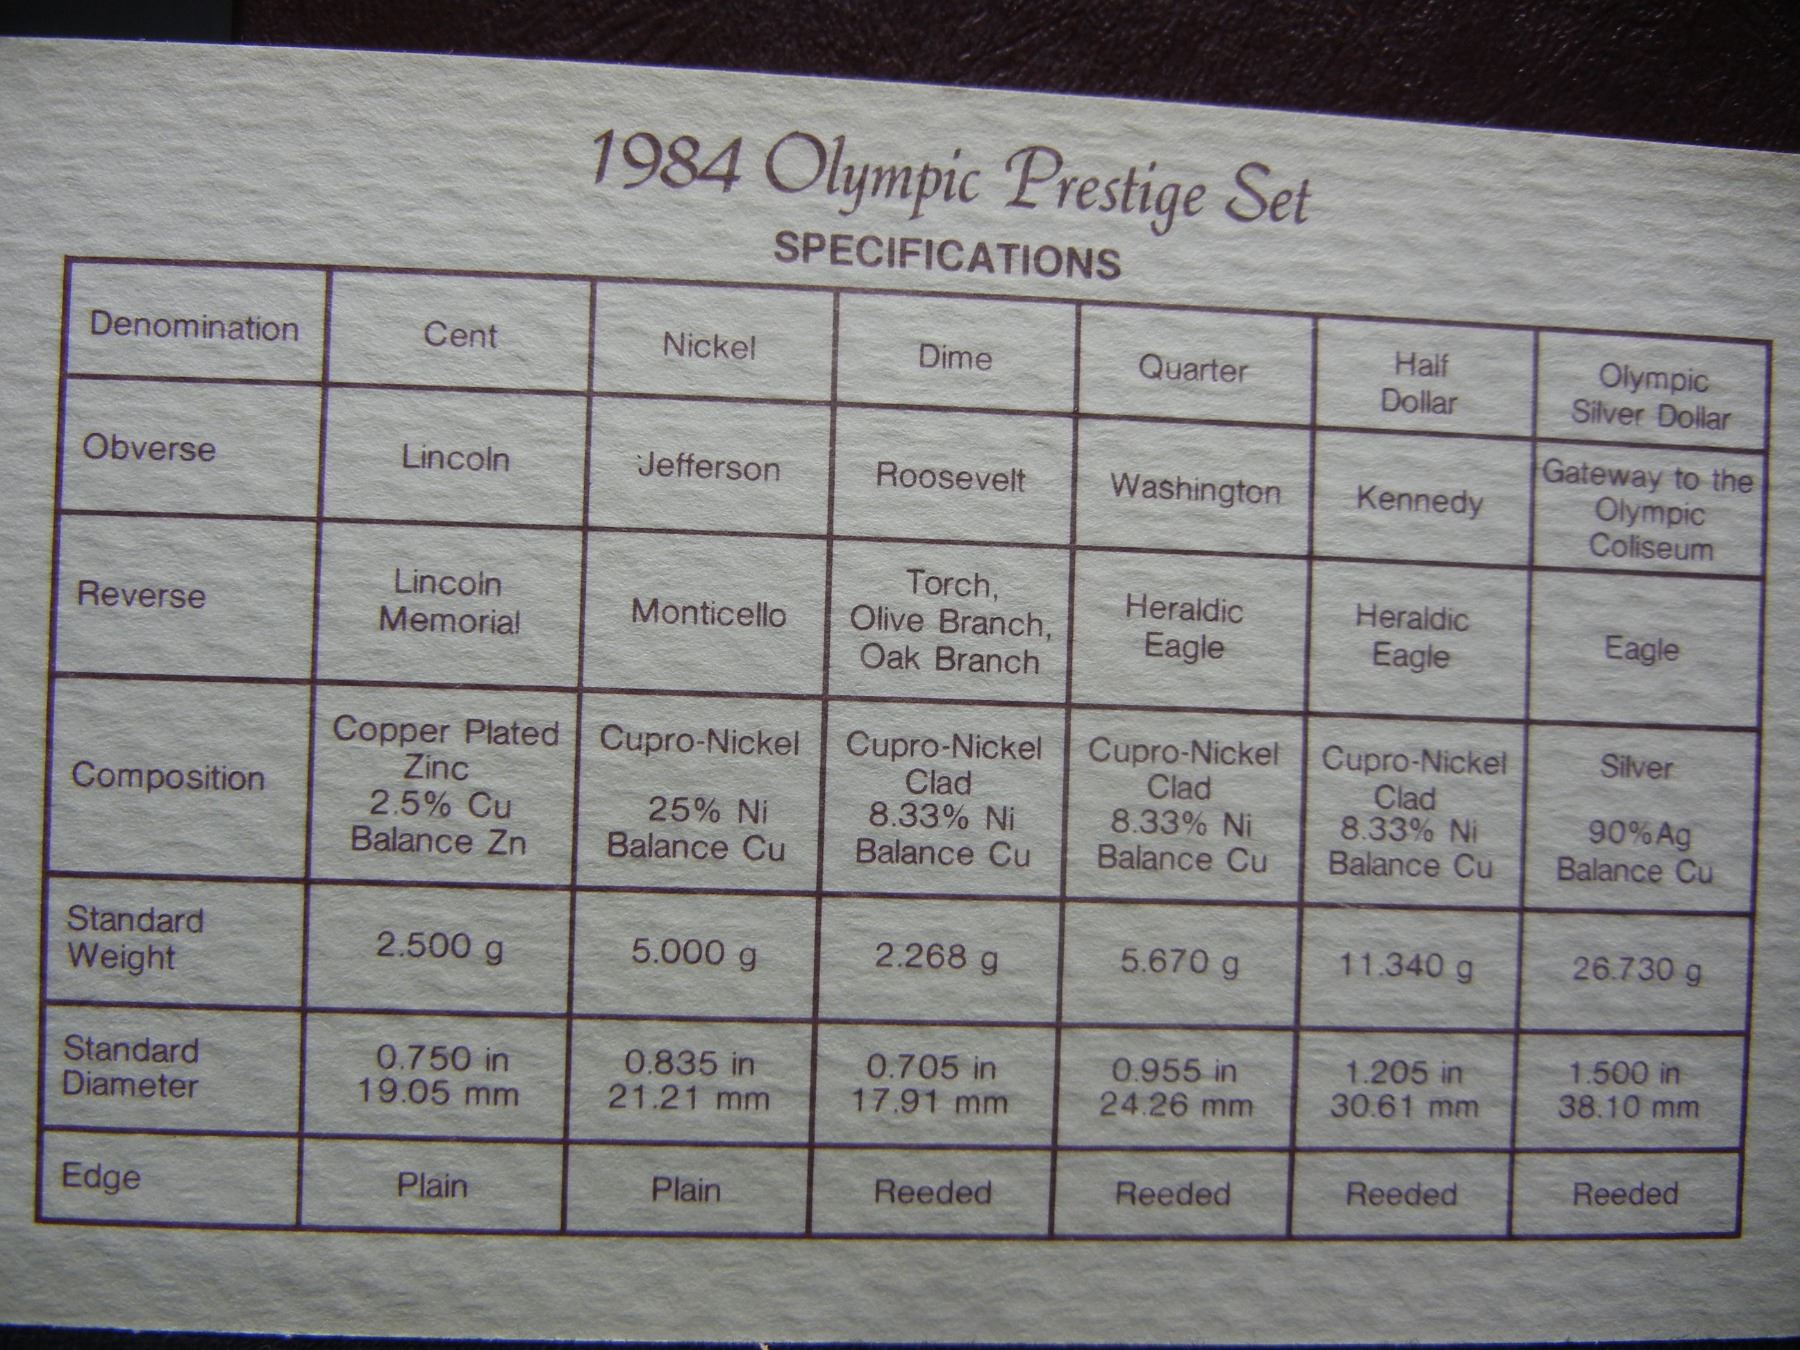 1984 Olympic Prestige Set
SPECIFICATIONS
Denomination
Cent
Nickel
Dime
Quarter
Half
Dollar
Olympic
Silver Dollar
Obverse
Lincoln
Jefferson
Roosevelt
Washington
Kennedy
Gateway to the
Olympic
Coliseum
Reverse
Lincoln
Memorial
Monticello
Torch,
Olive Branch,
Oak Branch
Heraldic
Eagle
Heraldic
Eagle
Eagle
Composition
Copper Plated
Zinc
2.5% Cu
Balance Zn
Cupro-Nickel
25% Ni
Balance Cu
Cupro-Nickel
Clad
8.33% Ni
Balance Cu
Cupro-Nickel
Clad
8.33% Ni
Balance Cu
Cupro-Nickel
Clad
8.33% Ni
Balance Cu
Silver
90% Ag
Balance Cu
Standard
Weight
2.500 g
5.000 g
2.268 g
5.670 g
11.340 g
26.730 g
Standard
Diameter
0.750 in
19.05 mm
0.835 in
21.21 mm
0.705 in
17.91 mm
0.955 in
24.26 mm
1.205 in
30.61 mm
1.500 in
38.10 mm
Edge
Plain
Plain
Reeded
Reeded
Reeded
Reeded